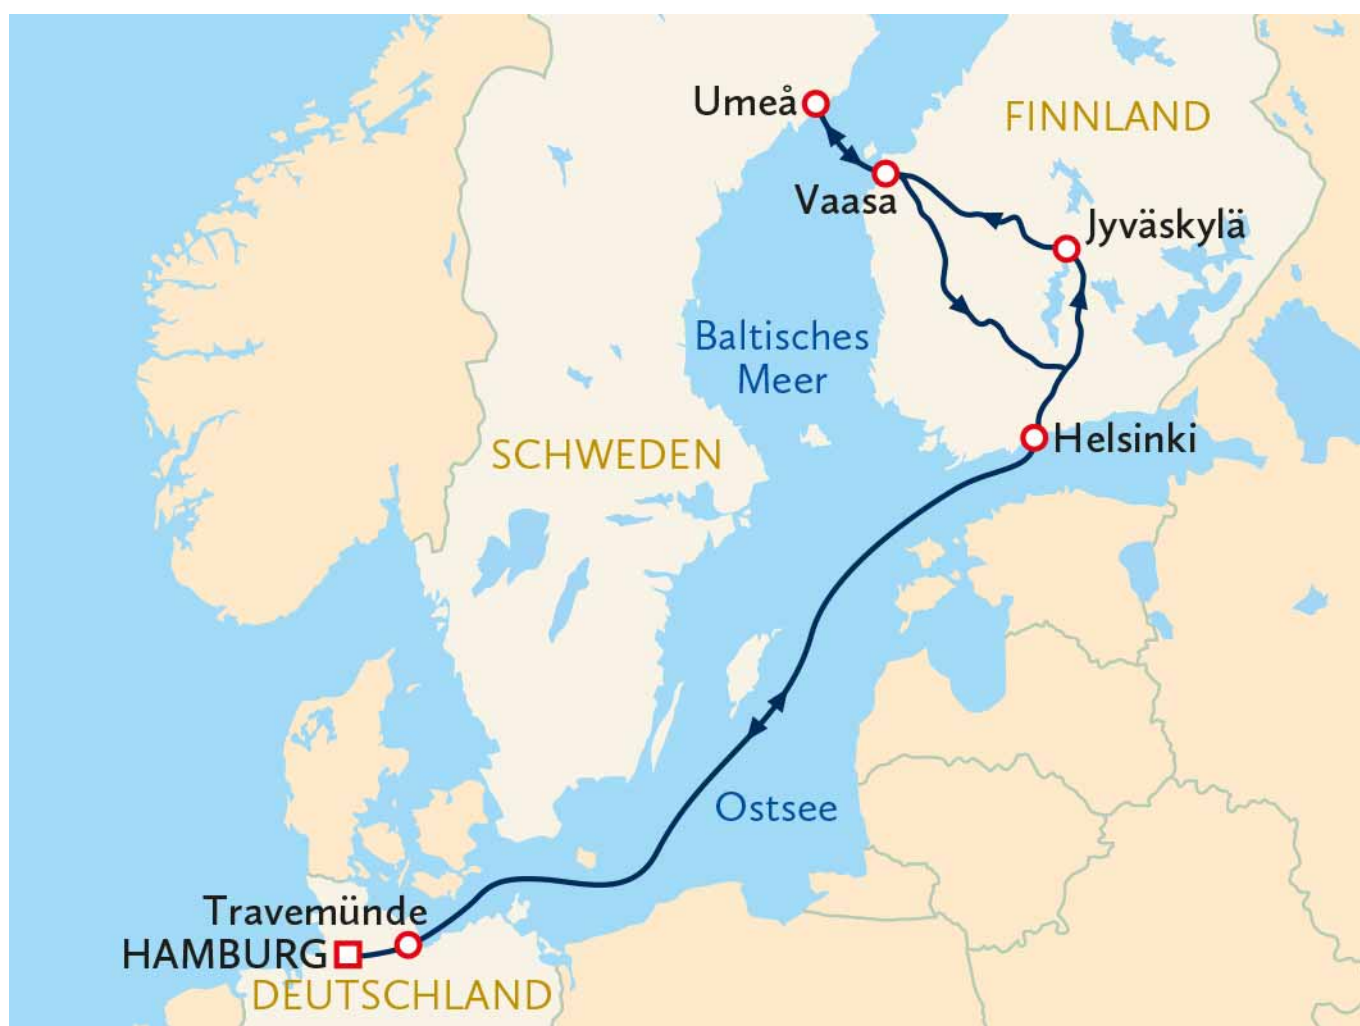 Umeå
FINNLAND
Vaasa
Jyväskylä
Baltisches
Meer
SCHWEDEN
Helsinki
Ostsee
Travemünde
HAMBURG
DEUTSCHLAND